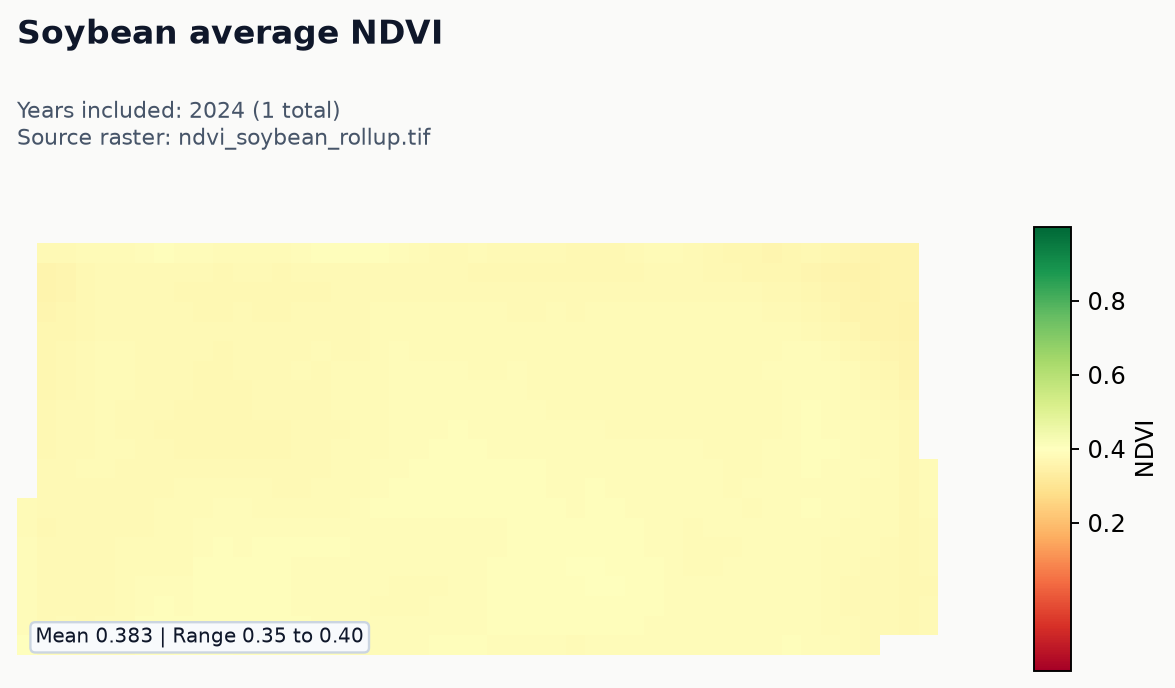 Soybean average NDVI
Years included: 2024 (1 total)
Source raster: ndvi_soybean_rollup.tif
0.8
0.6
0.4
0.2
NDVI
Mean 0.383 | Range 0.35 to 0.40